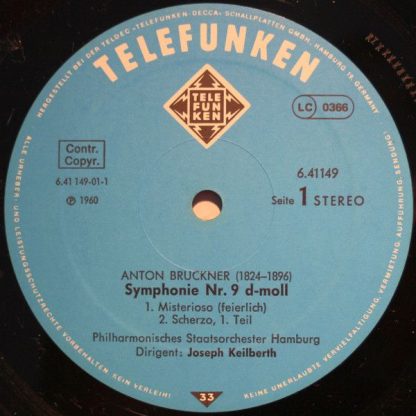 HERGESTELLT BEI DER TELDEC »TELEFUNKEN-DECCA« SCHALLPLATTEN GMBH, HAMBURG 19, GERMANY
TELEFUNKEN
TELE
FUN
KEN
LC 0366
Contr.
Copyr.
6.41 149-01-1
℗ 1960
6.41149
Seite 1 STEREO
ANTON BRUCKNER (1824–1896)
Symphonie Nr. 9 d-moll
1. Misterioso (feierlich)
2. Scherzo, 1. Teil
Philharmonisches Staatsorchester Hamburg
Dirigent: Joseph Keilberth
33
ALLE URHEBER- UND LEISTUNGSSCHUTZRECHTE VORBEHALTEN. KEIN VERLEIH!
KEINE UNERLAUBTE VERVIELFÄLTIGUNG, VERMIETUNG, AUFFÜHRUNG, SENDUNG!